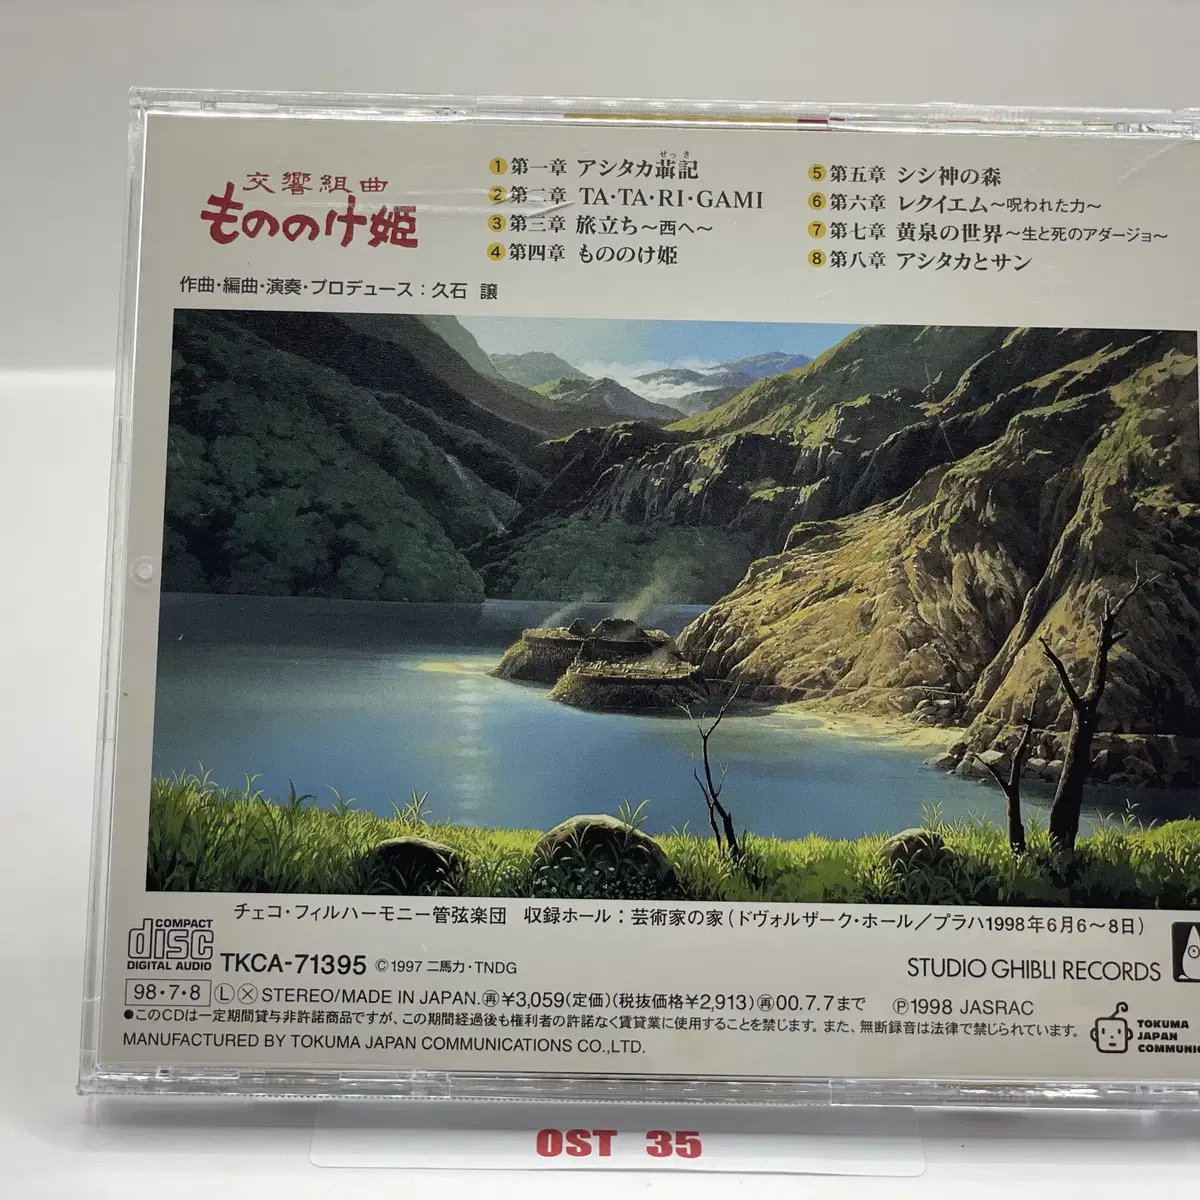 交響組曲
もののけ姫
作曲・編曲・演奏・プロデュース：久石 譲
せっき
1 第一章 アシタカ𦻙記
2 第二章 TA・TA・RI・GAMI
3 第三章 旅立ち～西へ～
4 第四章 もののけ姫
5 第五章 シシ神の森
6 第六章 レクイエム～呪われた力～
7 第七章 黄泉の世界～生と死のアダージョ～
8 第八章 アシタカとサン
チェコ・フィルハーモニー管弦楽団 収録ホール：芸術家の家（ドヴォルザーク・ホール／プラハ1998年6月6～8日）
COMPACT
disc
DIGITAL AUDIO
TKCA-71395 ©1997 二馬力・TNDG
STUDIO GHIBLI RECORDS
98・7・8 Ⓛ Ⓧ STEREO/MADE IN JAPAN. 再 ¥3,059(定価)(税抜価格¥2,913) 再 00.7.7まで ℗1998 JASRAC
●このCDは一定期間貸与非許諾商品ですが、この期間経過後も権利者の許諾なく賃貸業に使用することを禁じます。また、無断録音は法律で禁じられています。
MANUFACTURED BY TOKUMA JAPAN COMMUNICATIONS CO.,LTD.
TOKUMA
JAPAN
OST 35